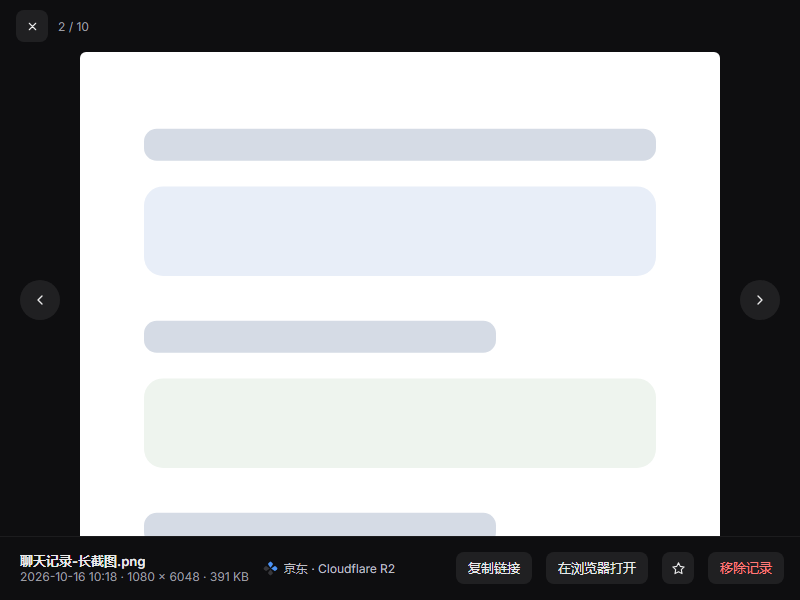 2 / 10
聊天记录-长截图.png
2026-10-16 10:18 · 1080 × 6048 · 391 KB
京东 · Cloudflare R2
复制链接
在浏览器打开
移除记录